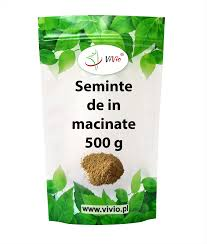 ViVio
Seminte
de in
macinate
500 g
www.vivio.pl